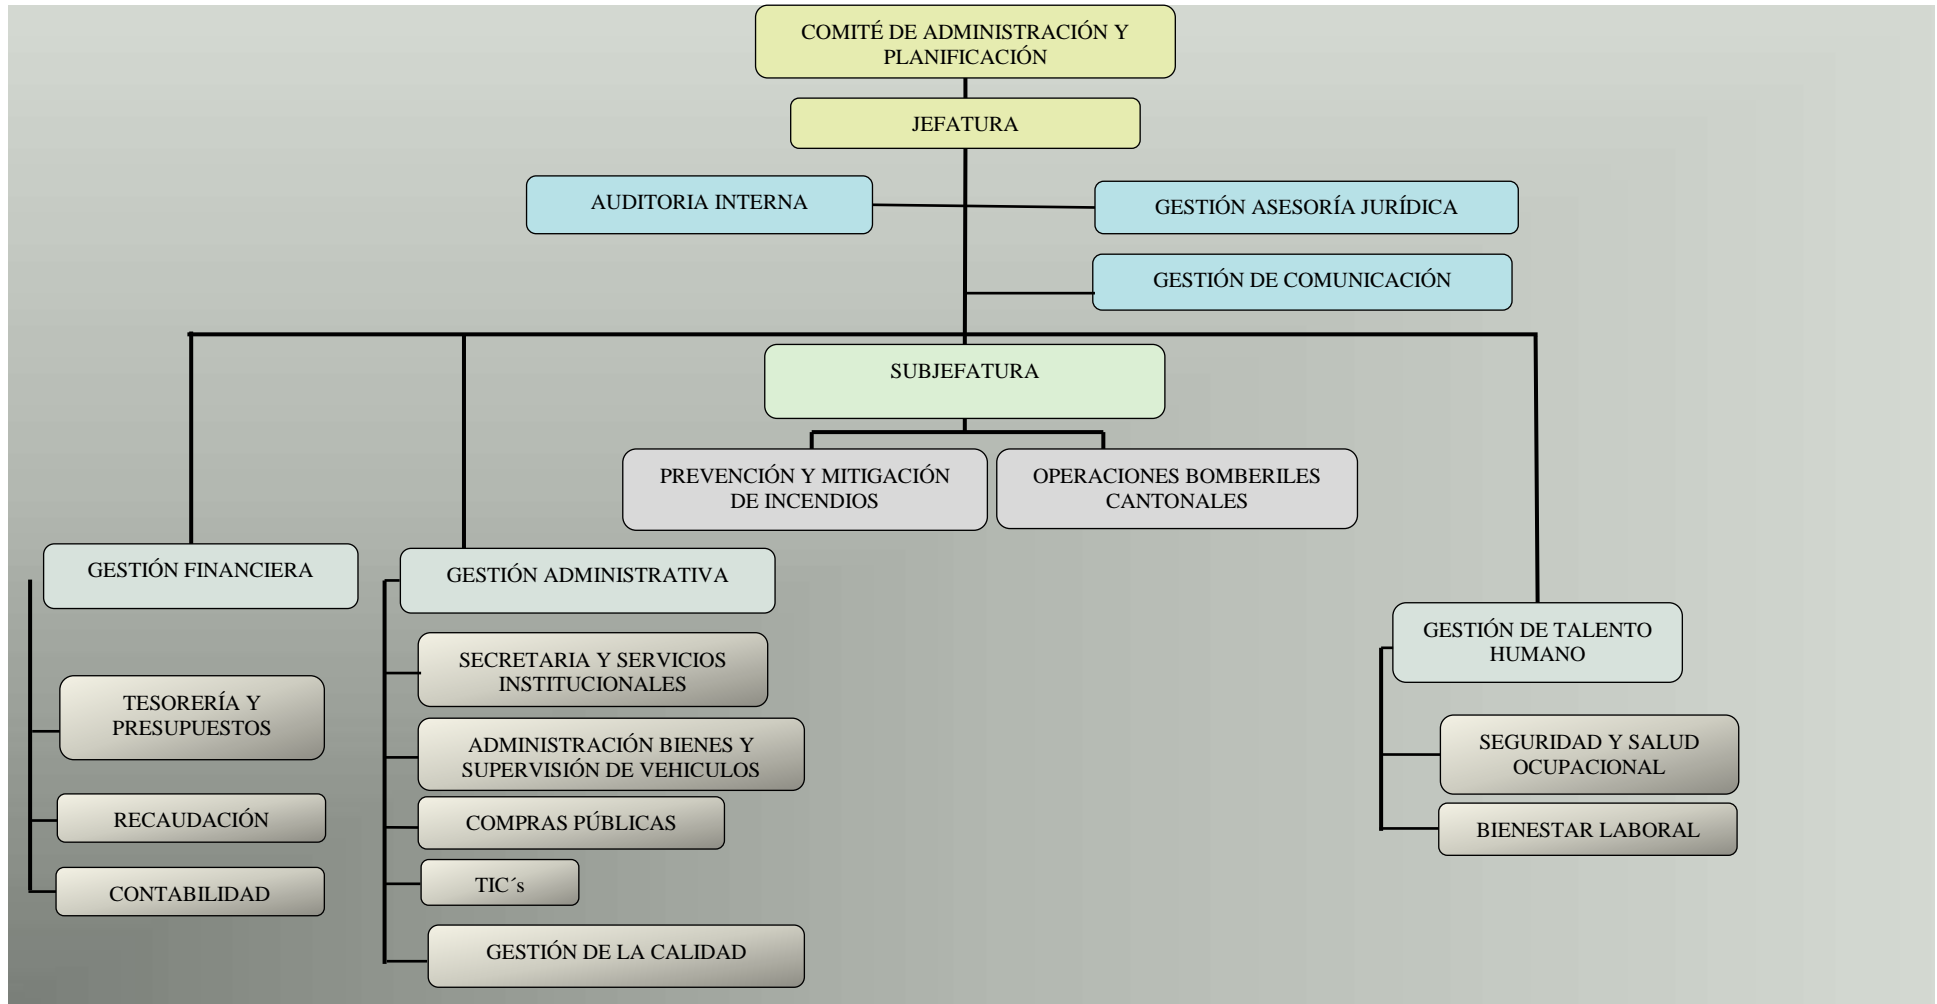 COMITÉ DE ADMINISTRACIÓN Y
PLANIFICACIÓN
JEFATURA
AUDITORIA INTERNA
GESTIÓN ASESORÍA JURÍDICA
GESTIÓN DE COMUNICACIÓN
SUBJEFATURA
PREVENCIÓN Y MITIGACIÓN
DE INCENDIOS
OPERACIONES BOMBERILES
CANTONALES
GESTIÓN FINANCIERA
TESORERÍA Y
PRESUPUESTOS
RECAUDACIÓN
CONTABILIDAD
GESTIÓN ADMINISTRATIVA
SECRETARIA Y SERVICIOS
INSTITUCIONALES
ADMINISTRACIÓN BIENES Y
SUPERVISIÓN DE VEHICULOS
COMPRAS PÚBLICAS
TIC´s
GESTIÓN DE LA CALIDAD
GESTIÓN DE TALENTO
HUMANO
SEGURIDAD Y SALUD
OCUPACIONAL
BIENESTAR LABORAL